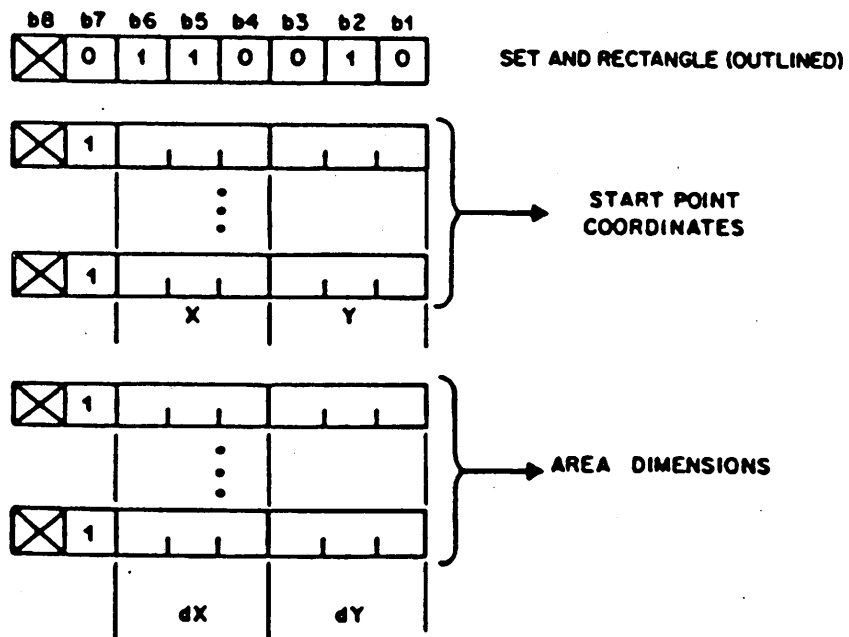 b8 b7 b6 b5 b4 b3 b2 b1
0 1 1 0 0 1 0 SET AND RECTANGLE (OUTLINED)
1
START POINT
COORDINATES
1
X Y
1
AREA DIMENSIONS
1
dX dY